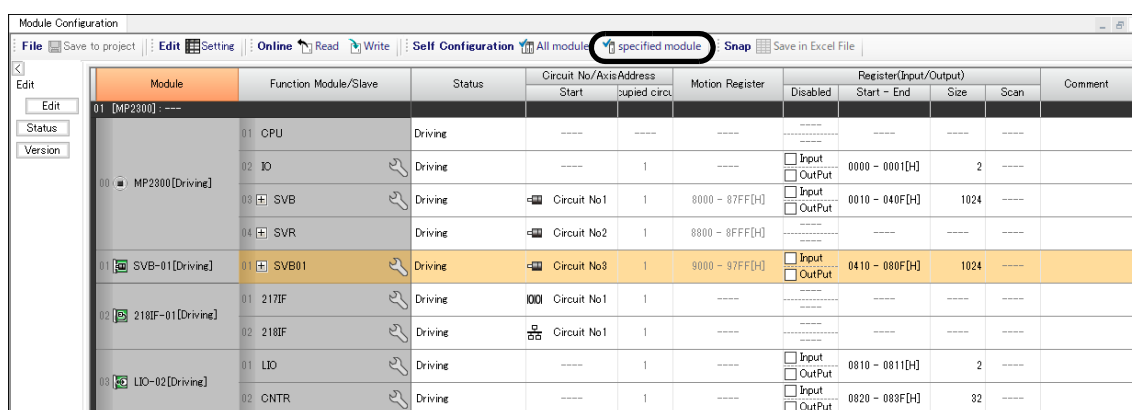 Module Configuration
File Save to project Edit Setting Online Read Write Self Configuration All module specified module Snap Save in Excel File
Edit
Edit
Status
Version
Module Function Module/Slave Status Circuit No/AxisAddress Motion Register Register(Input/Output) Comment
Start cupied circu Disabled Start - End Size Scan
01 [MP2300] : ---
00 MP2300[Driving]
01 CPU Driving ---- ---- ---- ---- ---- ---- ---- ----
02 IO Driving ---- 1 ---- Input OutPut 0000 - 0001[H] 2 ----
03 SVB Driving Circuit No1 1 8000 - 87FF[H] Input OutPut 0010 - 040F[H] 1024 ----
04 SVR Driving Circuit No2 1 8800 - 8FFF[H] ---- ---- ---- ---- ----
01 SVB-01[Driving] 01 SVB01 Driving Circuit No3 1 9000 - 97FF[H] Input OutPut 0410 - 080F[H] 1024 ----
02 218IF-01[Driving]
01 217IF Driving Circuit No1 1 ---- ---- ---- ---- ---- ----
02 218IF Driving Circuit No1 1 ---- ---- ---- ---- ---- ----
03 LIO-02[Driving]
01 LIO Driving ---- 1 ---- Input OutPut 0810 - 0811[H] 2 ----
02 CNTR Driving ---- 1 ---- Input OutPut 0820 - 083F[H] 32 ----